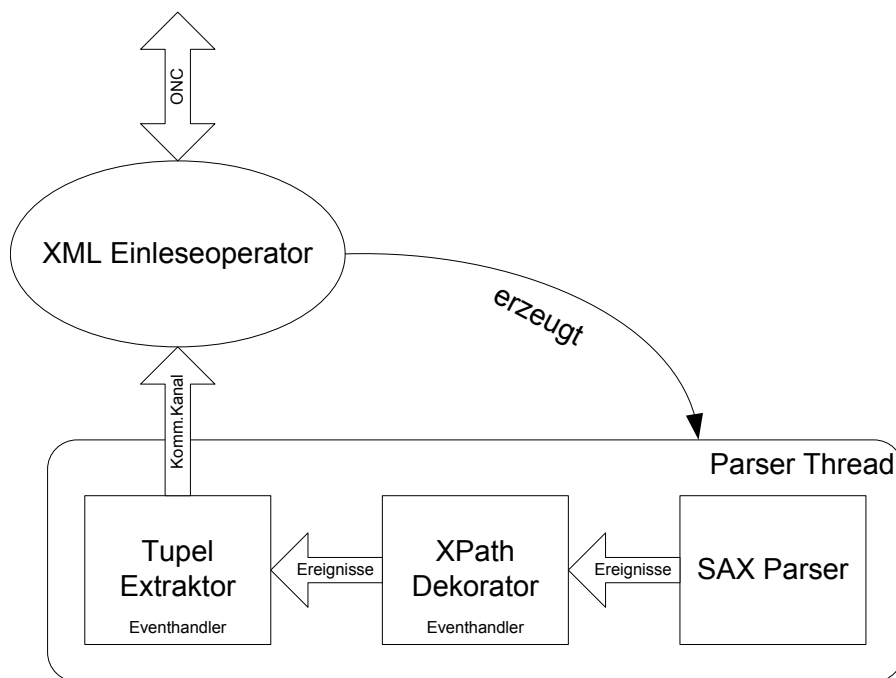 ONC
XML Einleseoperator
erzeugt
Komm.Kanal
Parser Thread
Tupel
Extraktor
Eventhandler
Ereignisse
XPath
Dekorator
Eventhandler
Ereignisse
SAX Parser